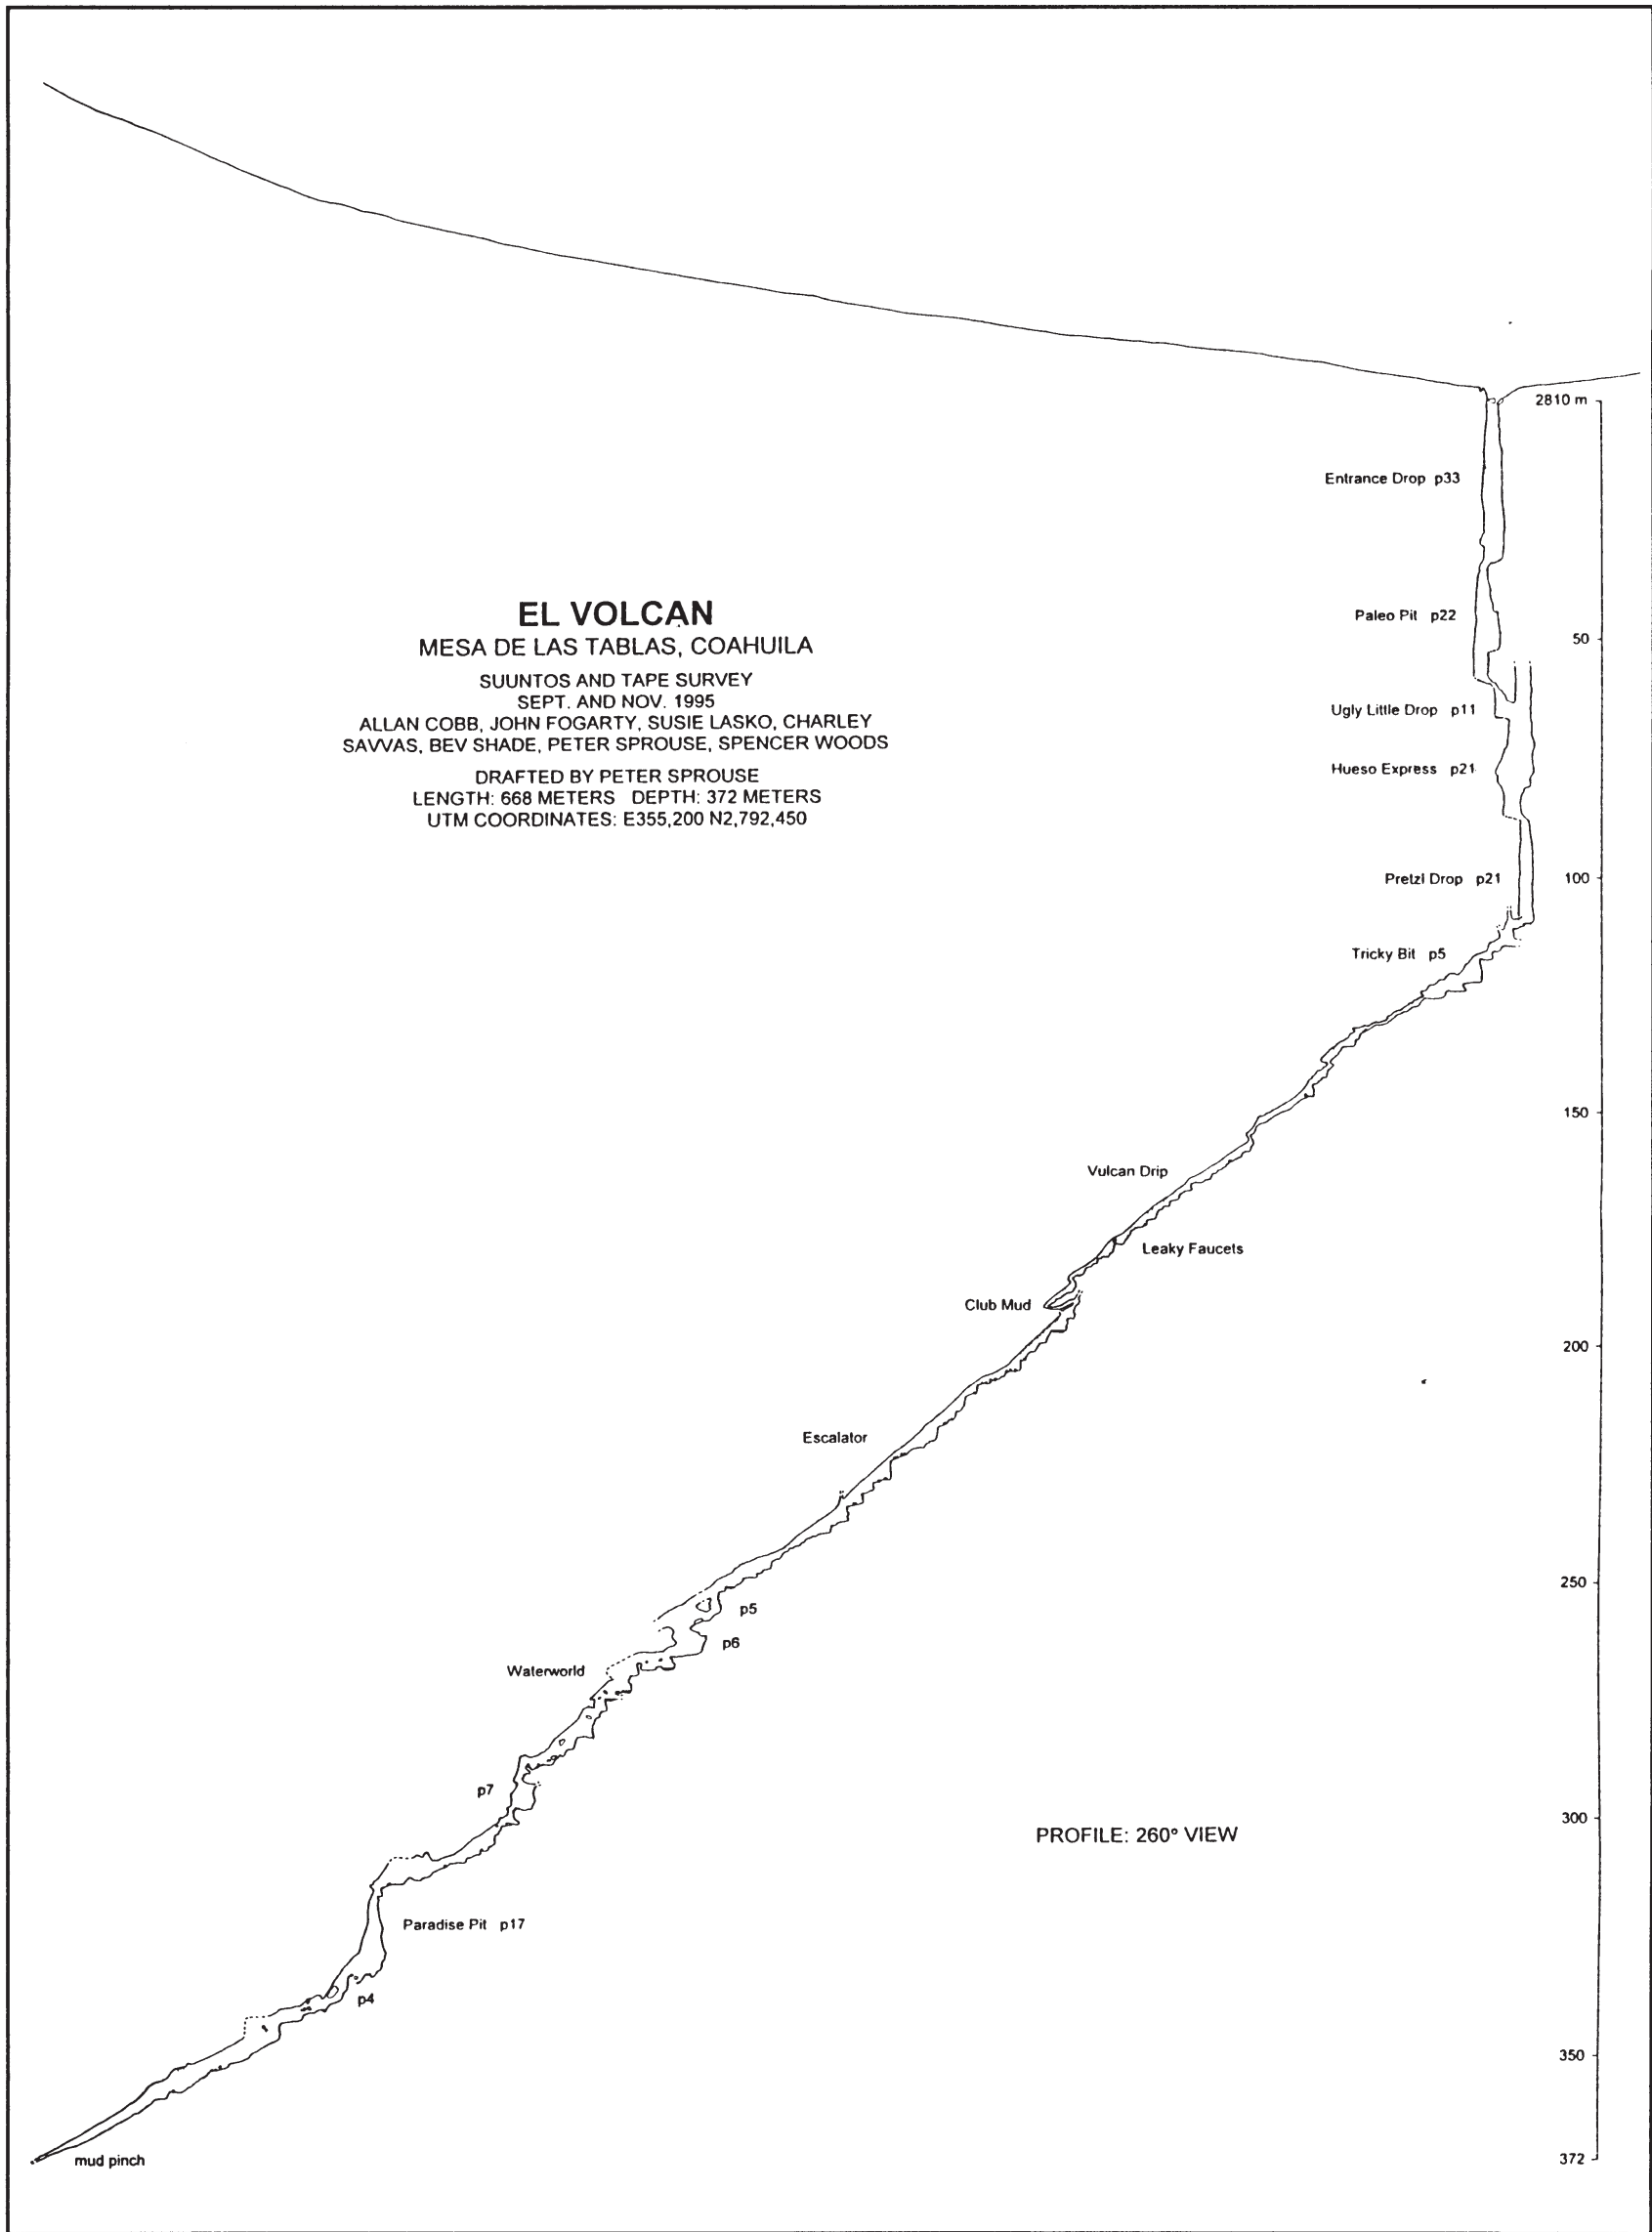 2810 m
Entrance Drop p33
EL VOLCAN
MESA DE LAS TABLAS, COAHUILA
SUUNTOS AND TAPE SURVEY
SEPT. AND NOV. 1995
ALLAN COBB, JOHN FOGARTY, SUSIE LASKO, CHARLEY
SAVVAS, BEV SHADE, PETER SPROUSE, SPENCER WOODS
DRAFTED BY PETER SPROUSE
LENGTH: 668 METERS DEPTH: 372 METERS
UTM COORDINATES: E355,200 N2,792,450
Paleo Pit p22
50
Ugly Little Drop p11
Hueso Express p21
Pretzl Drop p21
100
Tricky Bit p5
150
Vulcan Drip
Leaky Faucets
Club Mud
200
Escalator
250
p5
p6
Waterworld
p7
300
PROFILE: 260° VIEW
Paradise Pit p17
p4
350
372
mud pinch